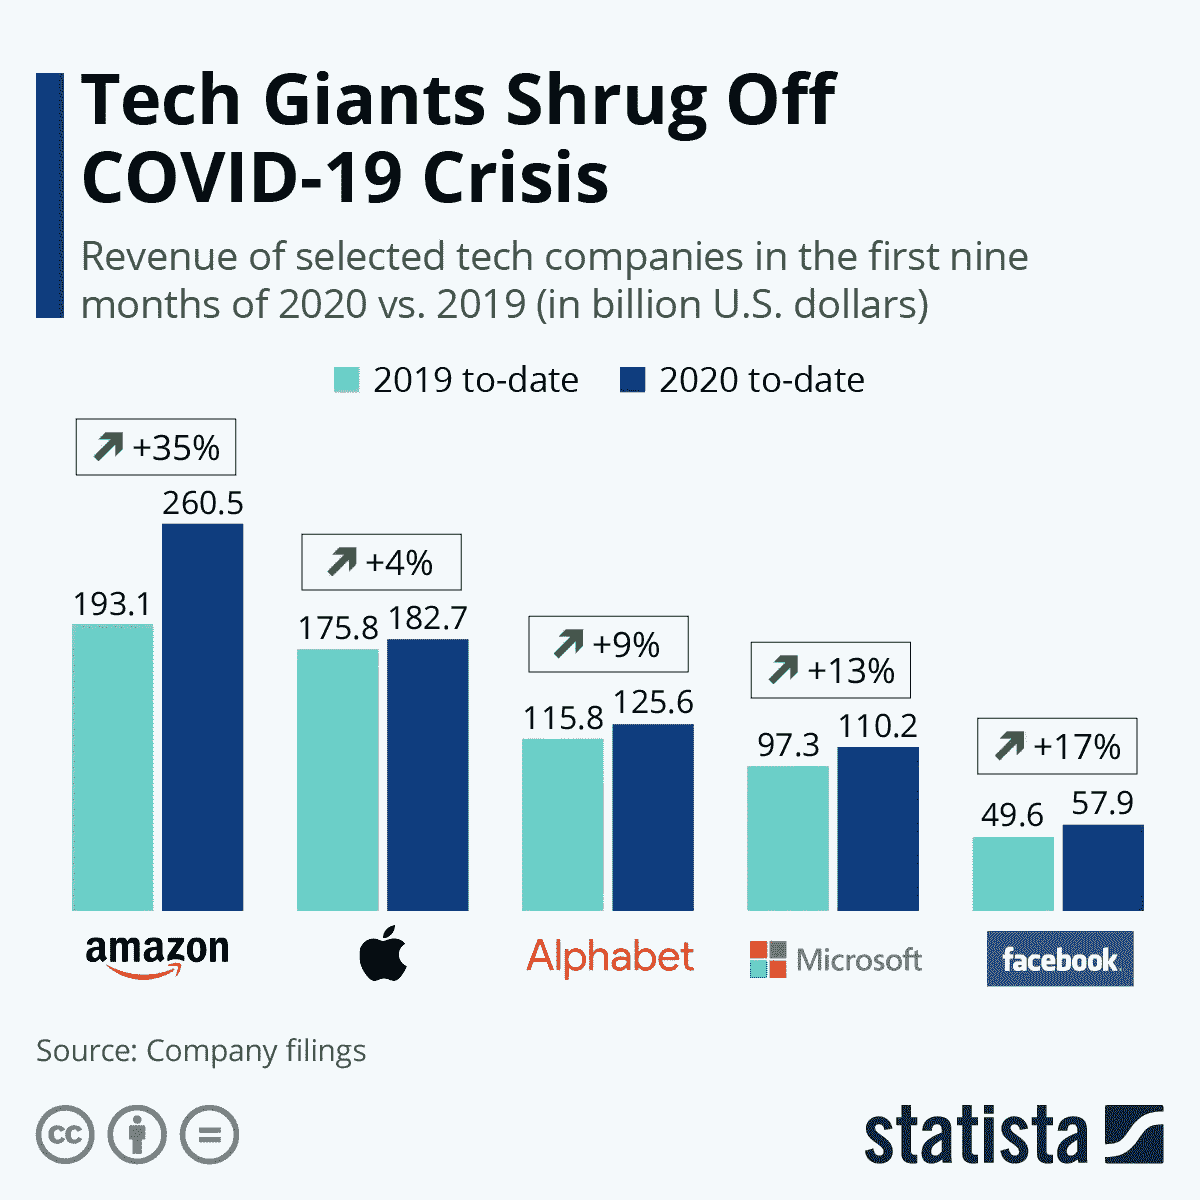 Tech Giants Shrug Off
COVID-19 Crisis
Revenue of selected tech companies in the first nine
months of 2020 vs. 2019 (in billion U.S. dollars)
2019 to-date 2020 to-date
+35%
193.1 260.5
+4%
175.8 182.7
+9%
115.8 125.6
+13%
97.3 110.2
+17%
49.6 57.9
amazon Alphabet Microsoft facebook
Source: Company filings
cc =
statista